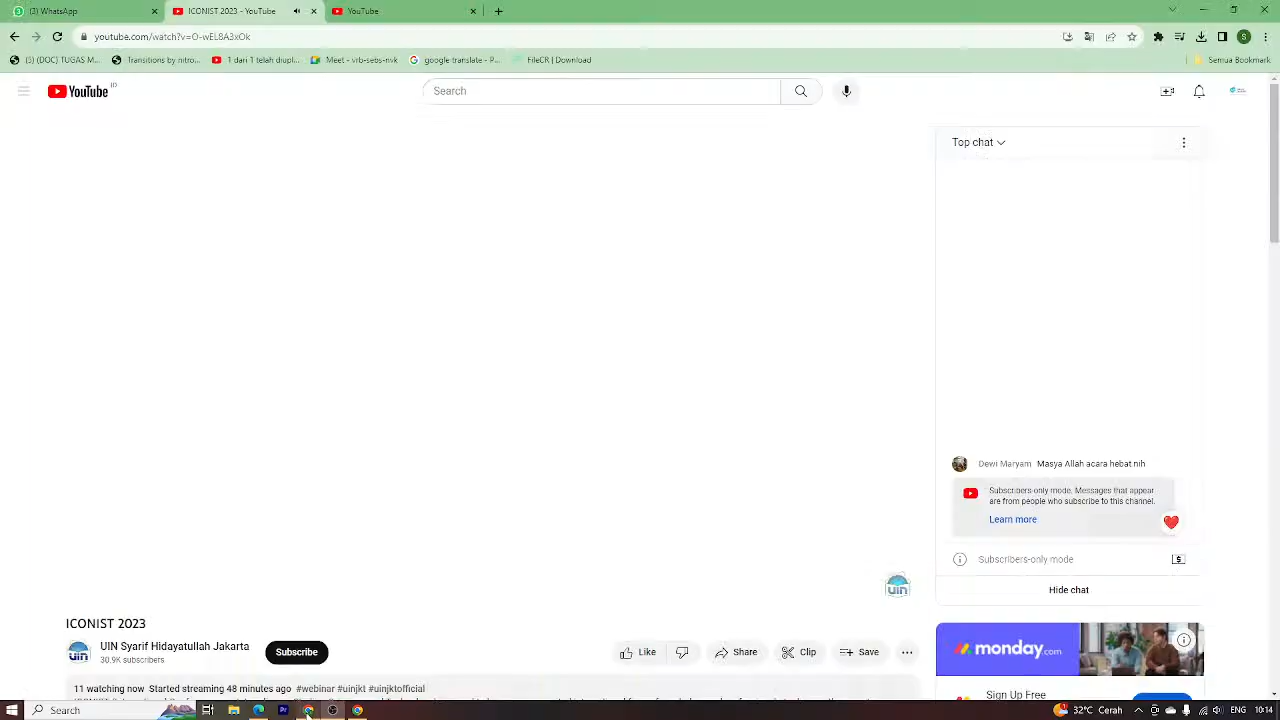 (3) WhatsApp
ICONIST 2023 - YouTube
YouTube
youtube.com/watch?v=O-wEL8A3xOk
(3) (DOC) TUGAS M...
Translations by nitro...
1 dari 1 telah dupl...
Meet - vrb-sebs-nvk
google translate - P...
FileCR | Download
Semua Bookmark
YouTube ID
Search
Top chat
Dewi Maryam Masya Allah acara hebat nih
Subscribers-only mode. Messages that appear
are from people who subscribe to this channel.
Learn more
Subscribers-only mode
Hide chat
uin
ICONIST 2023
uin
UIN Syarif Hidayatullah Jakarta
30.9K subscribers
Subscribe
Like
Share
Clip
Save
monday.com
Sign Up Free
11 watching now Started streaming 48 minutes ago #webinar #uinjkt #uinjktofficial
Search
32°C Cerah
ENG
10:14